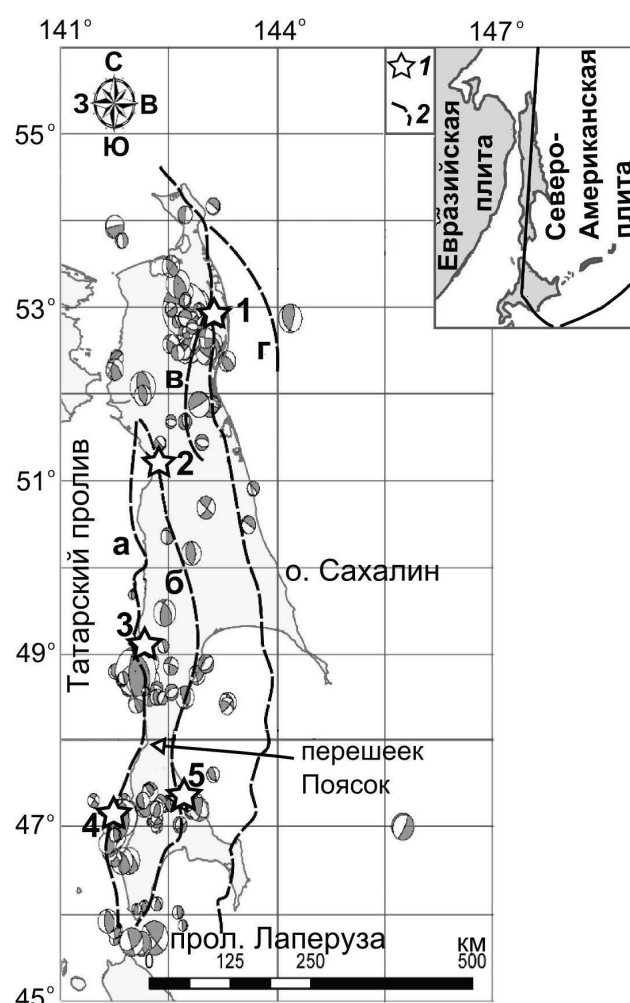 141° 144° 147°
С
З В
Ю
1
2
Евразийская
плита
Северо-
Американская
плита
55°
53°
1
г
в
51°
2
Татарский пролив
а
б
о. Сахалин
3
49°
перешеек
Поясок
5
4
47°
прол. Лаперуза
км
0 125 250 500
45°